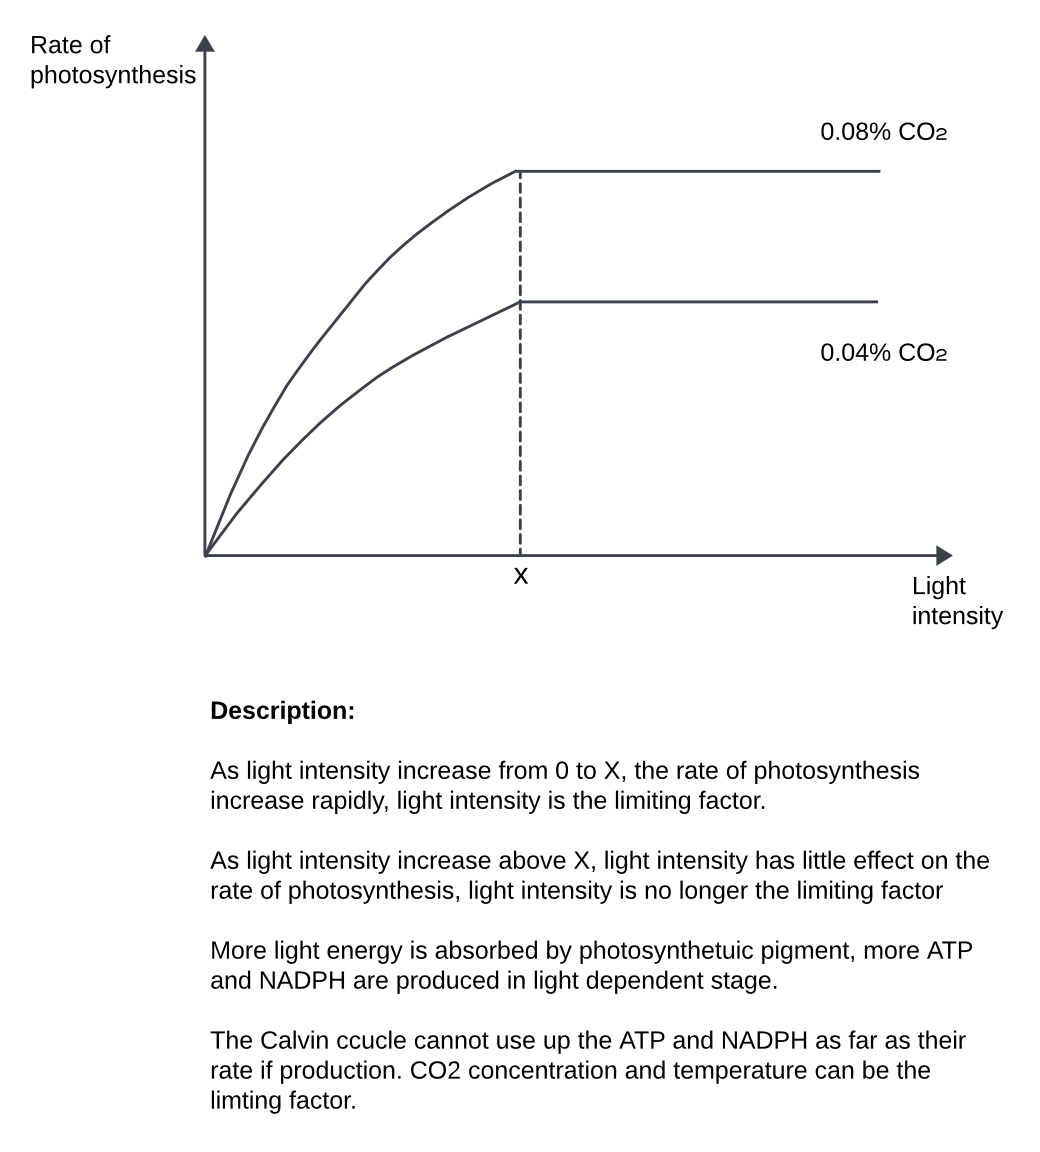 Rate of
photosynthesis
0.08% CO2
0.04% CO2
X
Light
intensity
Description:
As light intensity increase from 0 to X, the rate of photosynthesis
increase rapidly, light intensity is the limiting factor.
As light intensity increase above X, light intensity has little effect on the
rate of photosynthesis, light intensity is no longer the limiting factor
More light energy is absorbed by photosynthetuic pigment, more ATP
and NADPH are produced in light dependent stage.
The Calvin ccucle cannot use up the ATP and NADPH as far as their
rate if production. CO2 concentration and temperature can be the
limting factor.